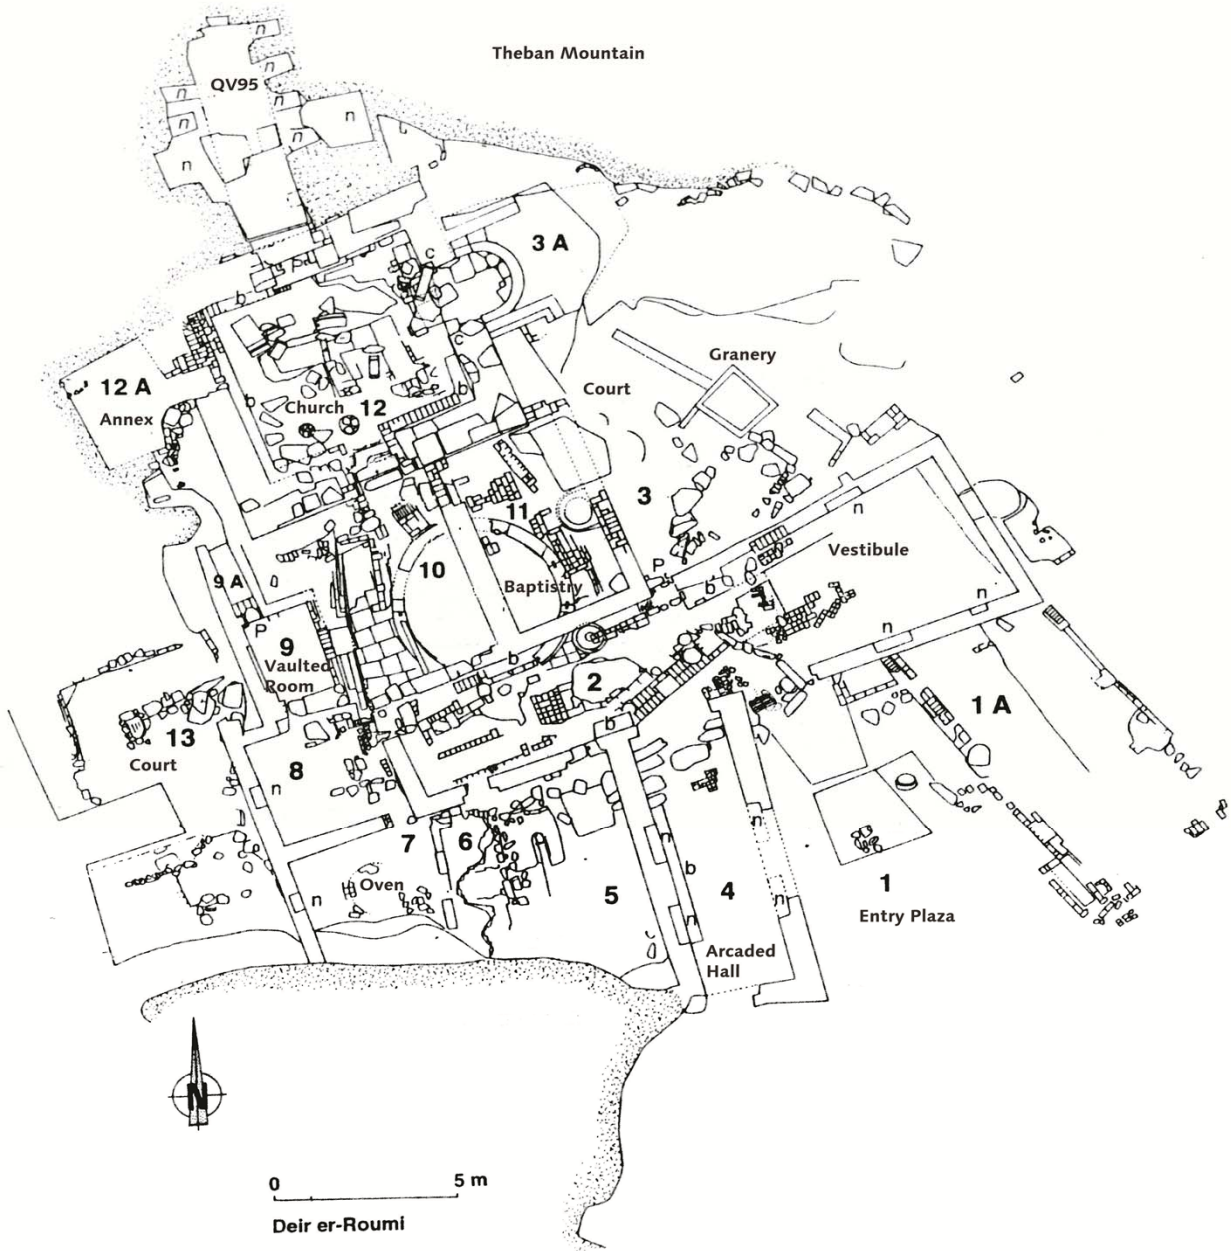 n
Theban Mountain
n
QV95
n
n
n
n
n
n
n
3 A
c
P
b
c
Granery
12 A
Court
b
b
Church
12
Annex
3
11
n
Vestibule
10
P
9 A
Baptistry
b
n
P
n
9
b
Vaulted
Room
2
1 A
b
13
Court
8
n
7
6
n
n
b
1
Oven
5
4
n
n
n
Entry Plaza
Arcaded
Hall
N
0
5 m
Deir er-Roumi